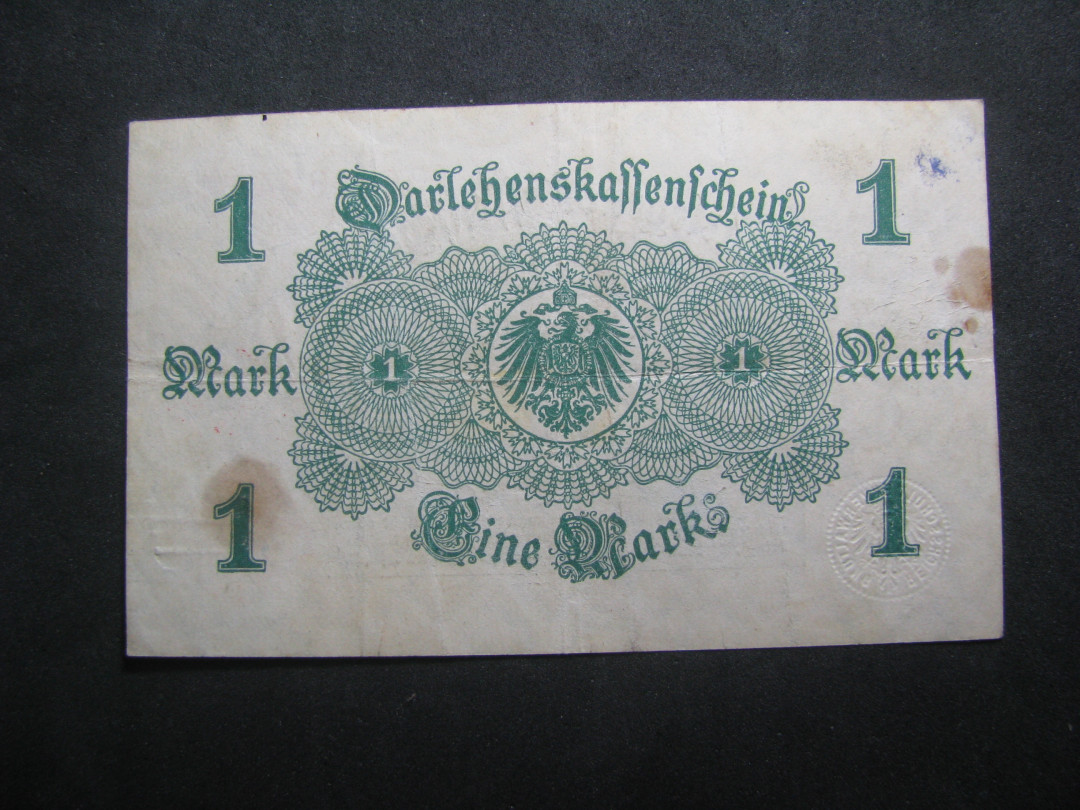 1 Darlehenskassenschein 1
Mark 1 1 Mark
1 Eine Mark 1